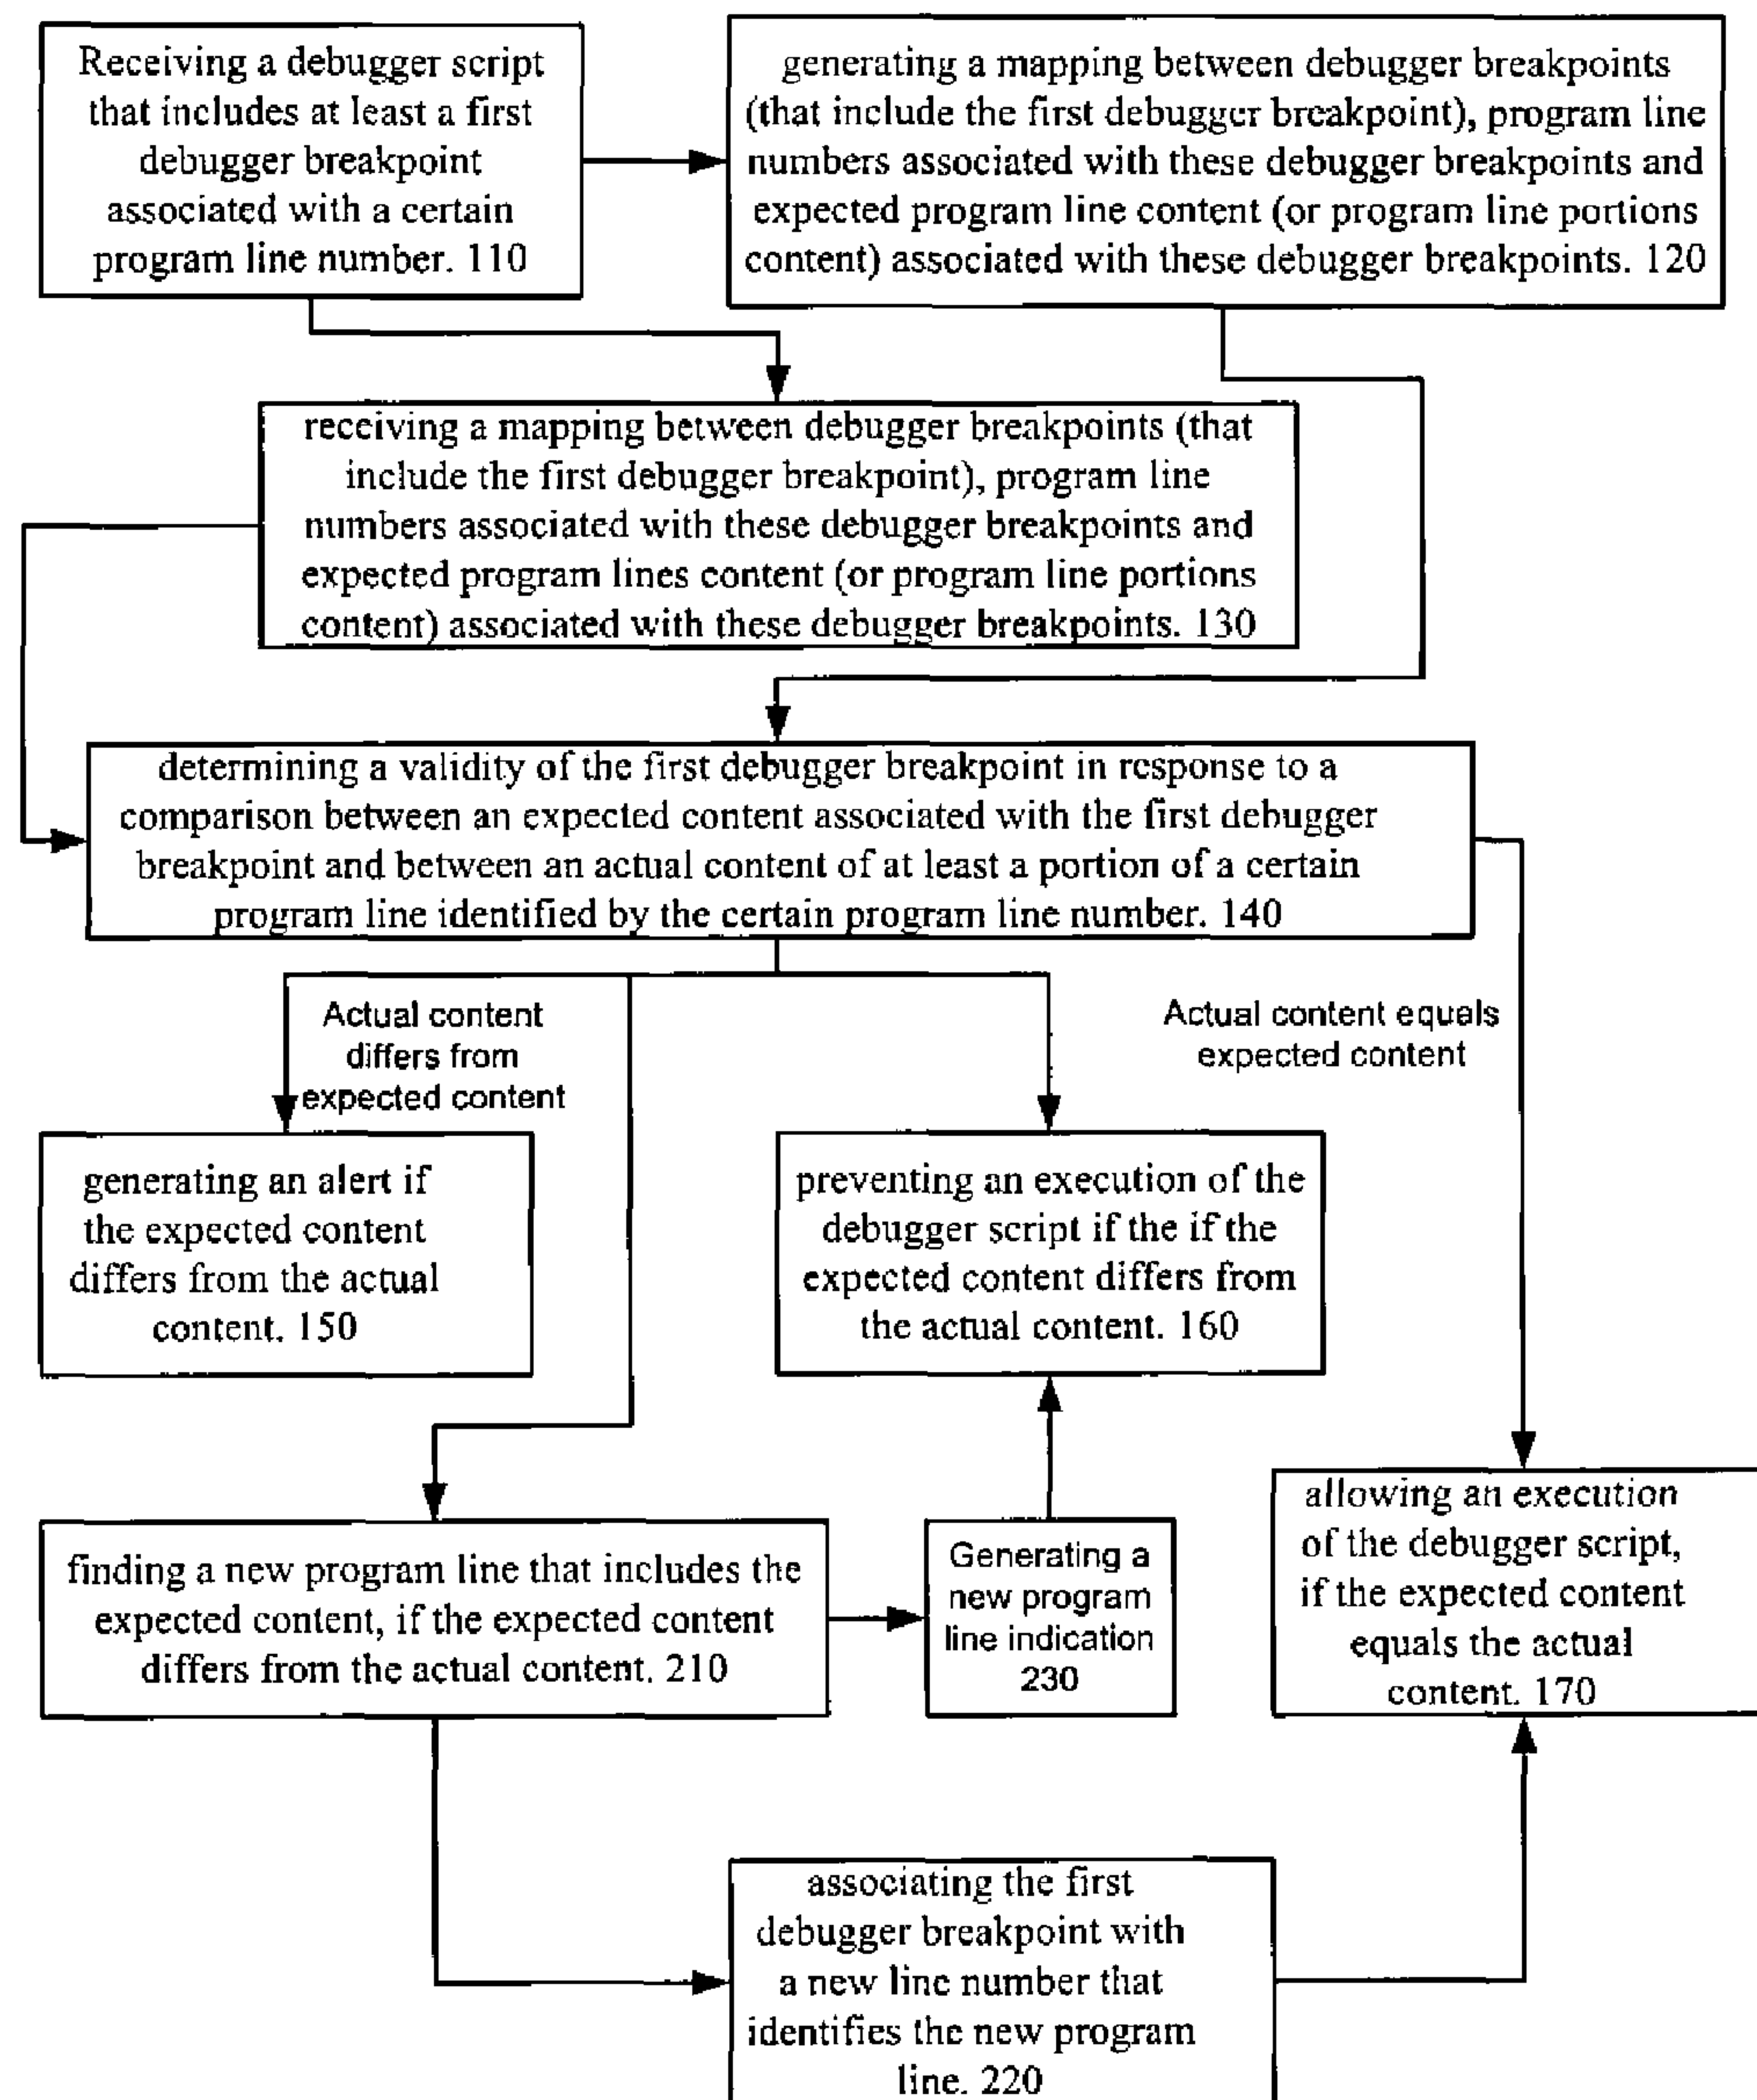 Receiving a debugger script
that includes at least a first
debugger breakpoint
associated with a certain
program line number. 110
generating a mapping between debugger breakpoints
(that include the first debugger breakpoint), program line
numbers associated with these debugger breakpoints and
expected program line content (or program line portions
content) associated with these debugger breakpoints. 120
receiving a mapping between debugger breakpoints (that
include the first debugger breakpoint), program line
numbers associated with these debugger breakpoints and
expected program lines content (or program line portions
content) associated with these debugger breakpoints. 130
determining a validity of the first debugger breakpoint in response to a
comparison between an expected content associated with the first debugger
breakpoint and between an actual content of at least a portion of a certain
program line identified by the certain program line number. 140
Actual content
differs from
expected content
Actual content equals
expected content
generating an alert if
the expected content
differs from the actual
content. 150
preventing an execution of the
debugger script if the if the
expected content differs from
the actual content. 160
finding a new program line that includes the
expected content, if the expected content
differs from the actual content. 210
Generating a
new program
line indication
230
allowing an execution
of the debugger script,
if the expected content
equals the actual
content. 170
associating the first
debugger breakpoint with
a new line number that
identifies the new program
line. 220